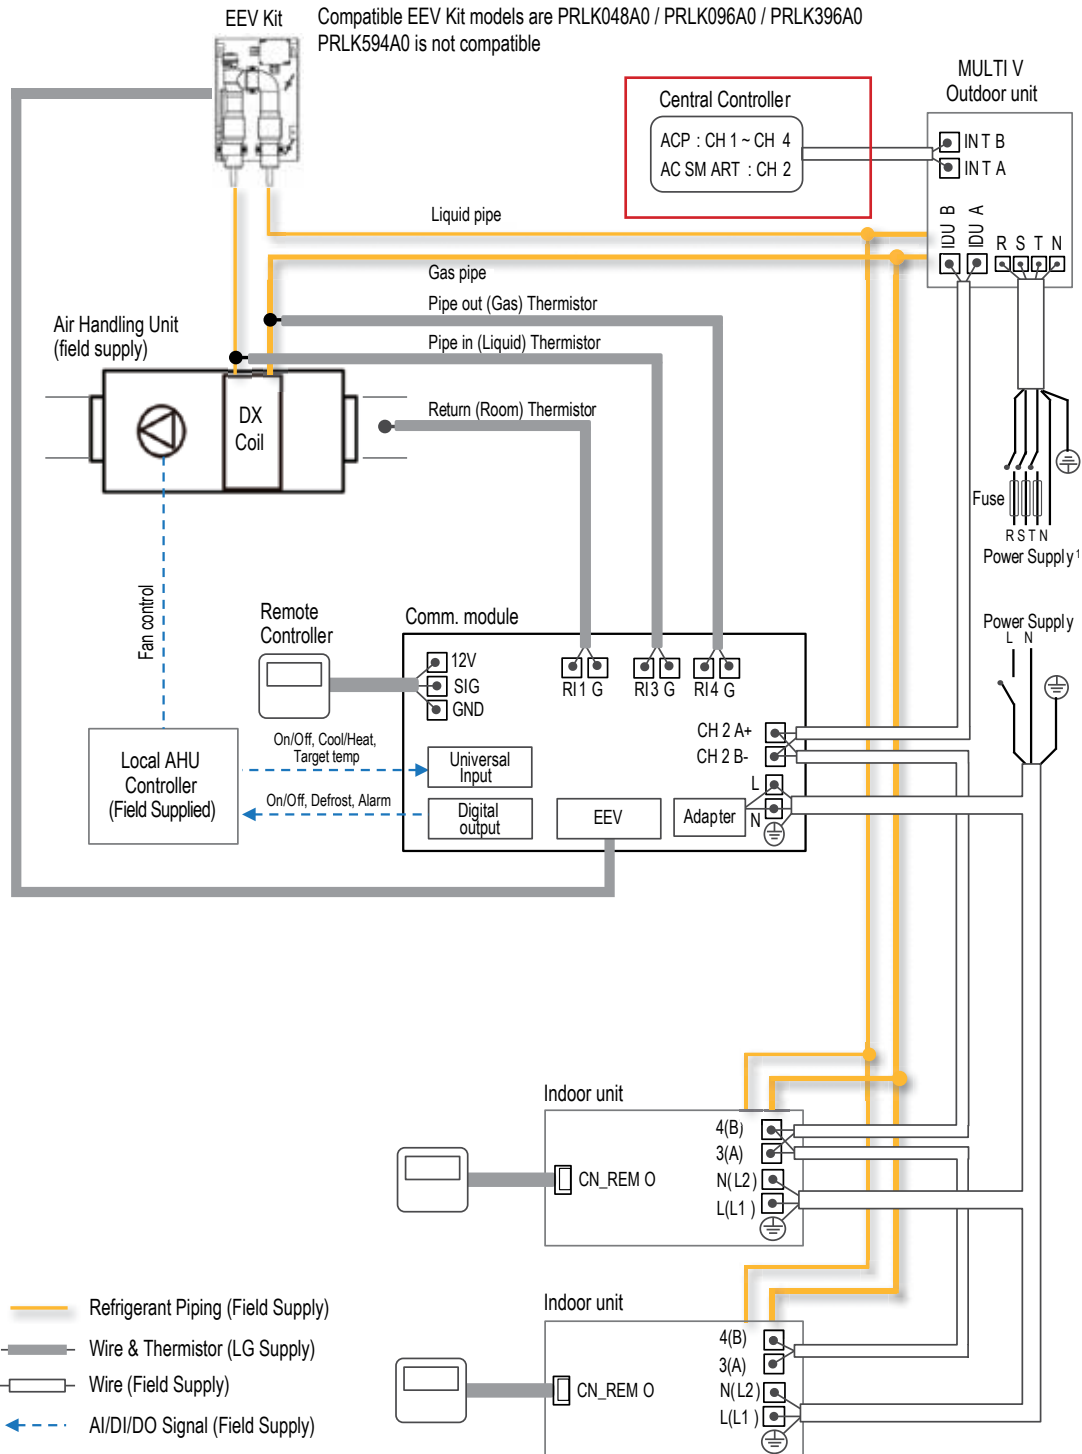 EEV Kit
Compatible EEV Kit models are PRLK048A0 / PRLK096A0 / PRLK396A0
PRLK594A0 is not compatible
MULTI V
Outdoor unit
Central Controller
ACP : CH 1 ~ CH 4
AC SM ART : CH 2
INT B
INT A
IDU B
IDU A
R S T N
Liquid pipe
Gas pipe
Pipe out (Gas) Thermistor
Pipe in (Liquid) Thermistor
Return (Room) Thermistor
Air Handling Unit
(field supply)
DX
Coil
Fuse
R S T N
Power Supply 1
Fan control
Remote
Controller
Comm. module
Power Supply
L N
12V
SIG
GND
RI 1 G
RI 3 G
RI 4 G
CH 2 A+
CH 2 B-
L
N
Local AHU
Controller
(Field Supplied)
On/Off, Cool/Heat,
Target temp
On/Off, Defrost, Alarm
Universal
Input
Digital
output
EEV
Adapter
Indoor unit
4(B)
3(A)
N(L2)
L(L1 )
CN_REM O
Indoor unit
4(B)
3(A)
N(L2)
L(L1 )
CN_REM O
Refrigerant Piping (Field Supply)
Wire & Thermistor (LG Supply)
Wire (Field Supply)
AI/DI/DO Signal (Field Supply)